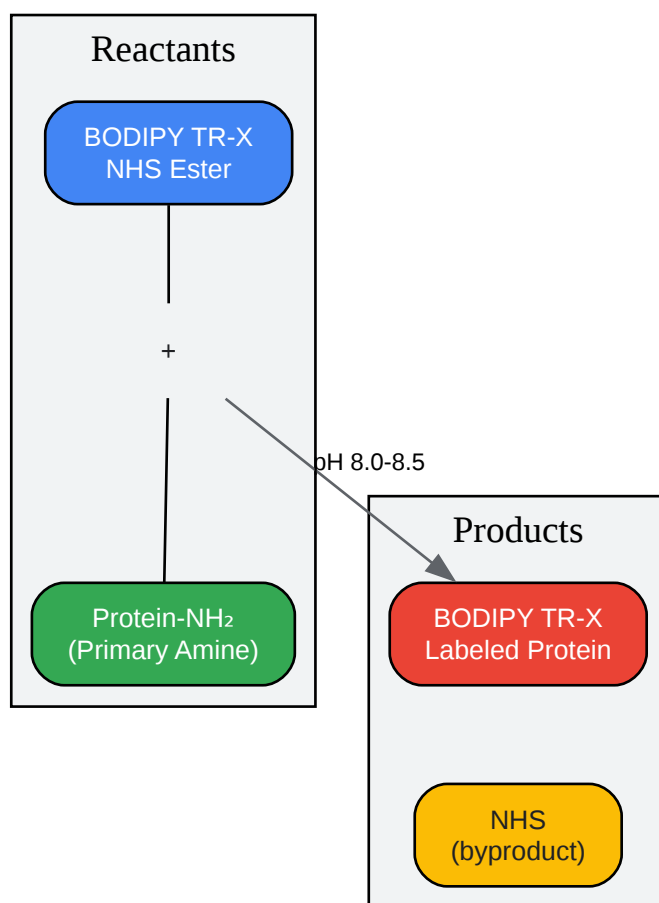 Reactants
BODIPY TR-X
NHS Ester
+
pH 8.0-8.5
Protein-NH₂
(Primary Amine)
Products
BODIPY TR-X
Labeled Protein
NHS
(byproduct)